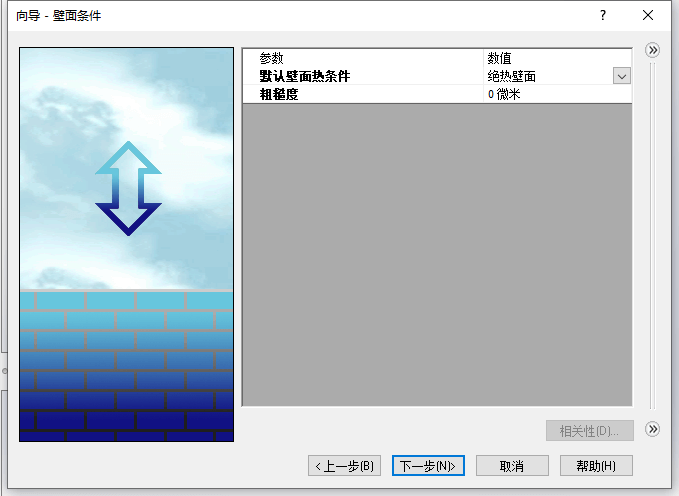 向导 - 壁面条件
?
参数 数值
默认壁面热条件 绝热壁面
粗糙度 0 微米
相关性(D)...
< 上一步(B) 下一步(N)> 取消 帮助(H)